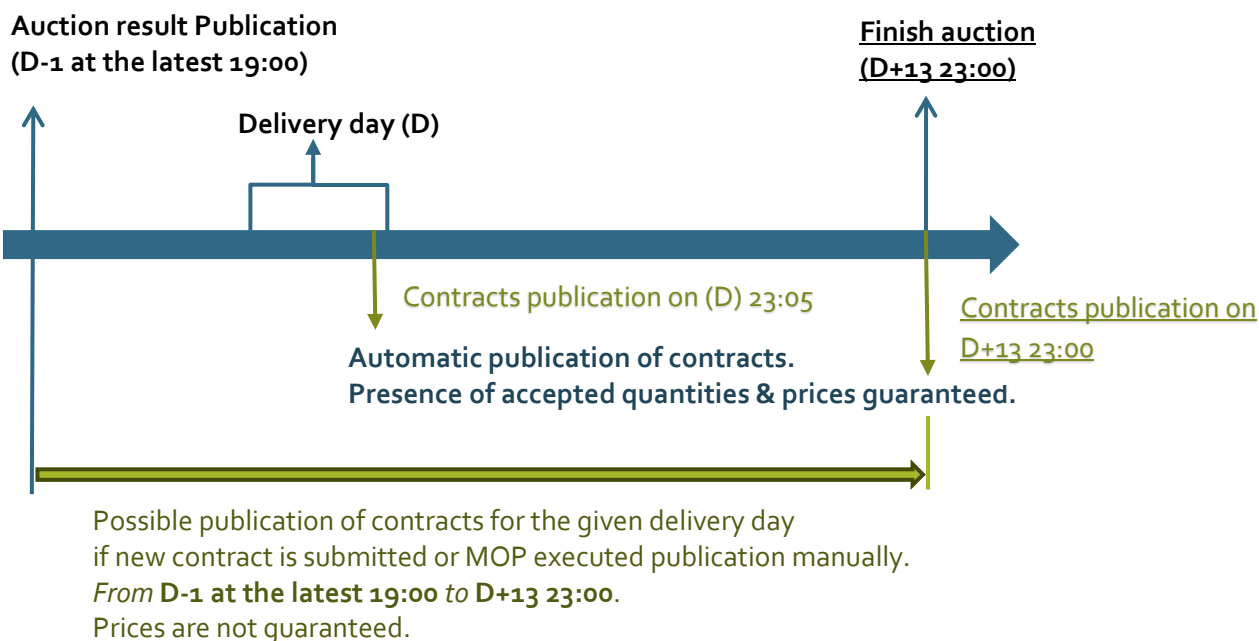 Auction result Publication
(D-1 at the latest 19:00)
Finish auction
(D+13 23:00)
Delivery day (D)
Contracts publication on (D) 23:05
Contracts publication on
D+13 23:00
Automatic publication of contracts.
Presence of accepted quantities & prices guaranteed.
Possible publication of contracts for the given delivery day
if new contract is submitted or MOP executed publication manually.
From D-1 at the latest 19:00 to D+13 23:00.
Prices are not guaranteed.